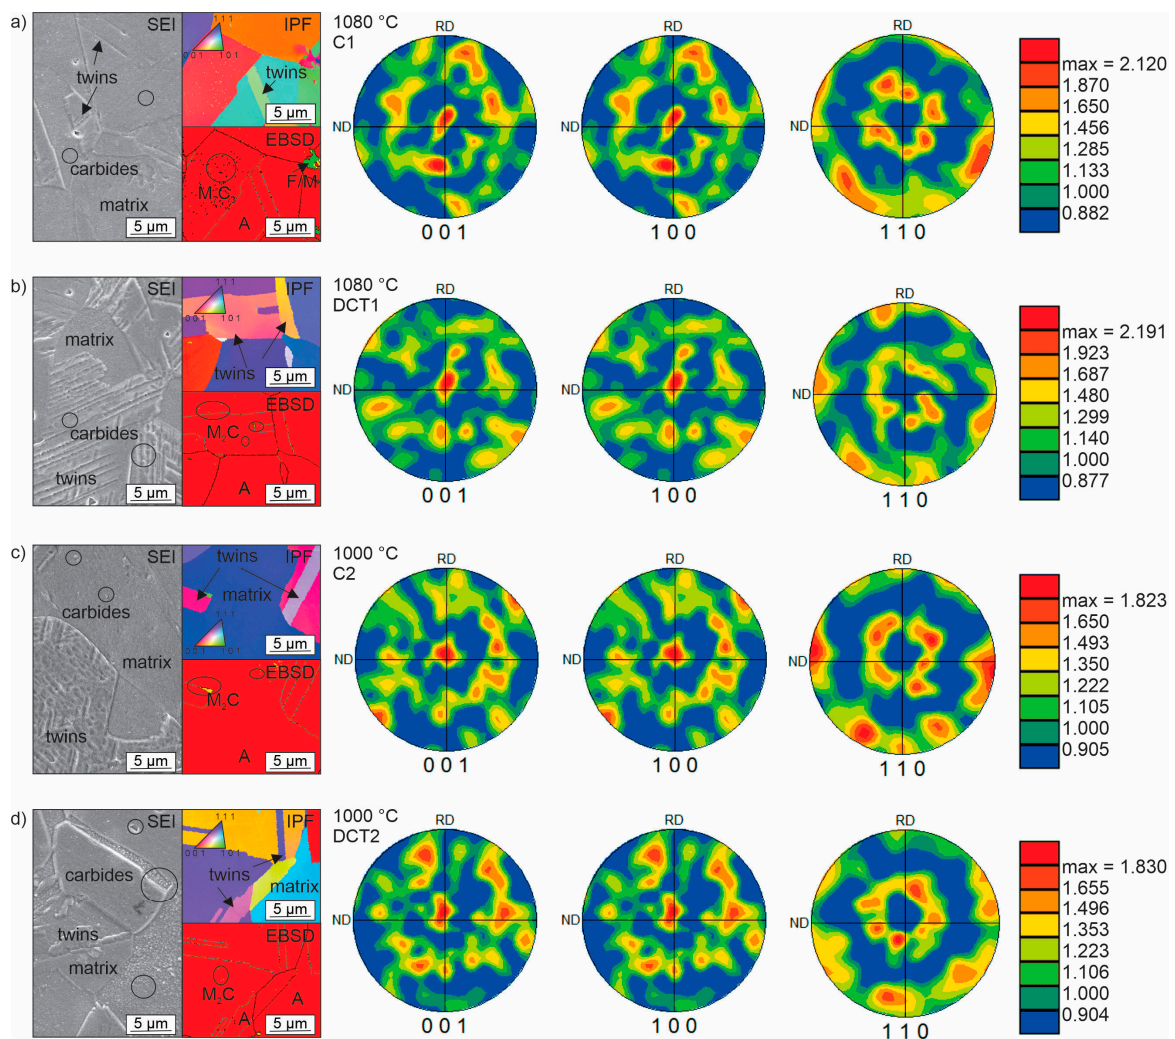 a)
SEI
twins
carbides
matrix
5 µm
IPF
1 1 1
0 0 1
1 0 1
twins
5 µm
EBSD
F/M
A
5 µm
1080 °C
C1
RD
ND
0 0 1
RD
ND
1 0 0
RD
ND
1 1 0
max = 2.120
1.870
1.650
1.456
1.285
1.133
1.000
0.882
b)
SEI
matrix
carbides
twins
5 µm
IPF
1 1 1
0 0 1
1 0 1
twins
5 µm
EBSD
M₂C
A
5 µm
1080 °C
DCT1
RD
ND
0 0 1
RD
ND
1 0 0
RD
ND
1 1 0
max = 2.191
1.923
1.687
1.480
1.299
1.140
1.000
0.877
c)
SEI
carbides
matrix
twins
5 µm
twins
IPF
matrix
1 1 1
0 0 1
1 0 1
5 µm
EBSD
M₂C
A
5 µm
1000 °C
C2
RD
ND
0 0 1
RD
ND
1 0 0
RD
ND
1 1 0
max = 1.823
1.650
1.493
1.350
1.222
1.105
1.000
0.905
d)
SEI
carbides
twins
matrix
5 µm
IPF
1 1 1
0 0 1
1 0 1
twins
matrix
5 µm
EBSD
M₂C
A
A
5 µm
1000 °C
DCT2
RD
ND
0 0 1
RD
ND
1 0 0
RD
ND
1 1 0
max = 1.830
1.655
1.496
1.353
1.223
1.106
1.000
0.904